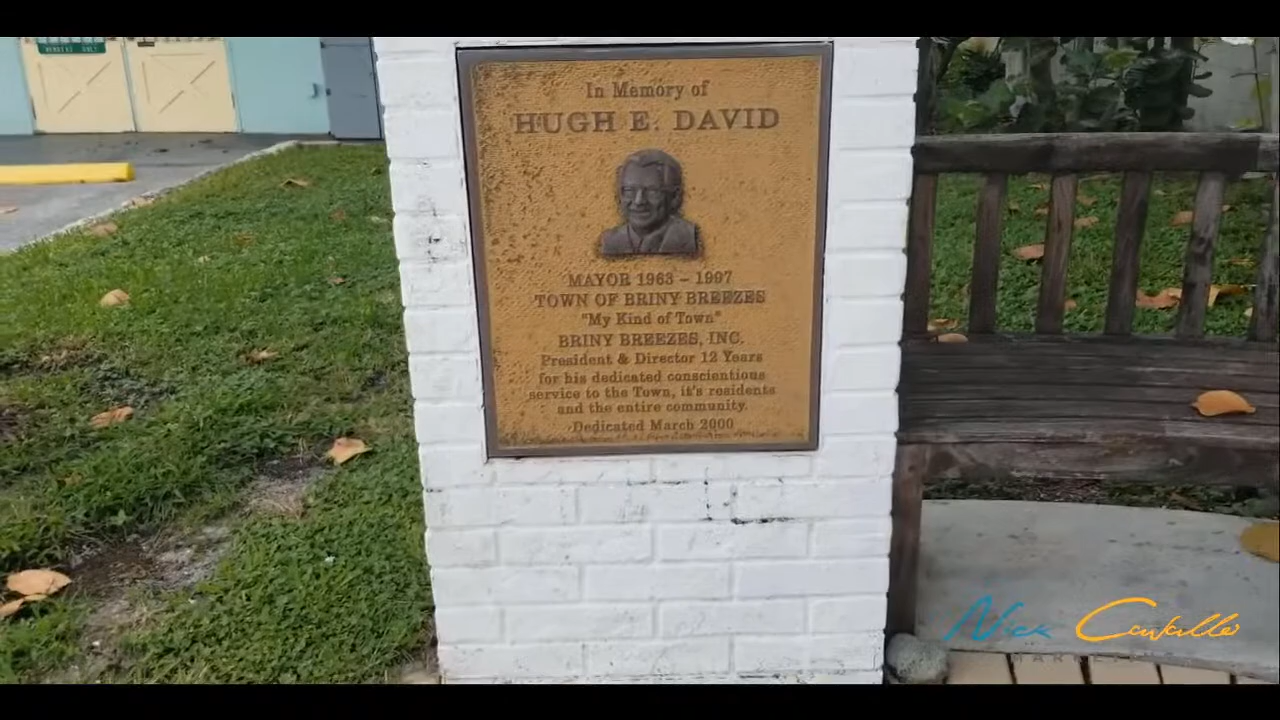 MEMBERS ONLY
In Memory of
HUGH E. DAVID
MAYOR 1963 – 1997
TOWN OF BRINY BREEZES
"My Kind of Town"
BRINY BREEZES, INC.
President & Director 12 Years
for his dedicated conscientious
service to the Town, it's residents
and the entire community.
Dedicated March 2000
Nick